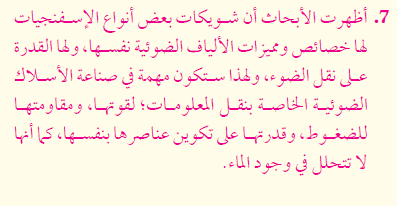 7. أظهرت الأبحاث أن شويكات بعض أنواع الإسفنجيات
لها خصائص ومميزات الألياف الضوئية نفسها، ولها القدرة
على نقل الضوء، ولهذا ستكون مهمة في صناعة الأسلاك
الضوئية الخاصة بنقل المعلومات؛ لقوتها، ومقاومتها
للضغوط، وقدرتها على تكوين عناصرها بنفسها، كما أنها
لا تتحلل في وجود الماء.